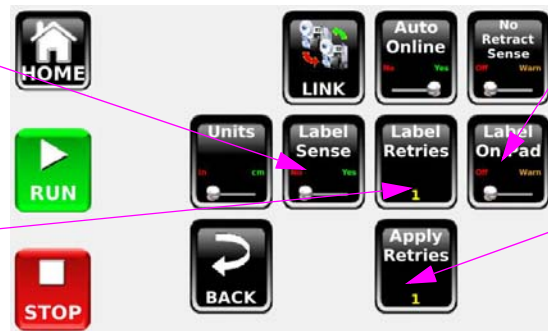 HOME
LINK
Auto
Online
No Yes
No
Retract
Sense
Off Warn
RUN
Units
in cm
Label
Sense
No Yes
Label
Retries
1
Label
On Pad
Off Warn
STOP
BACK
Apply
Retries
1